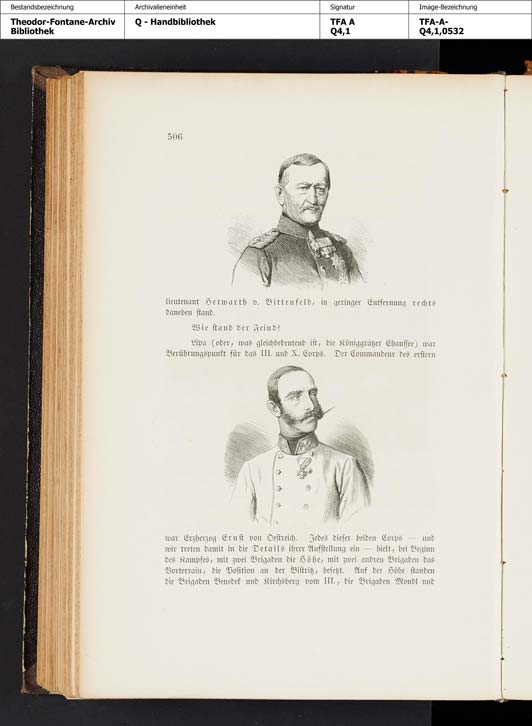 Bestandsbezeichnung
Theodor-Fontane-Archiv
Bibliothek
Archivalieneinheit
Q - Handbibliothek
Signatur
TFA A
Q4,1
Image-Bezeichnung
TFA-A-
Q4,1,0532
506
lieutenant Herwarth v. Bittenfeld, in geringer Entfernung rechts
daneben stand.
Wie stand der Feind?
Lipa (oder, was gleichbedeutend ist, die Königgrätzer Chaussee) war
Berührungspunkt für das III. und X. Corps. Der Commandeur des erstern
war Erzherzog Ernst von Oestreich. Jedes dieser beiden Corps — und
wir treten damit in die Details ihrer Aufstellung ein — hielt, bei Beginn
des Kampfes, mit zwei Brigaden die Höhe, mit zwei andren Brigaden das
Vorterrain, die Position an der Bistritz, besetzt. Auf der Höhe standen
die Brigaden Benedek und Kirchsberg vom III., die Brigaden Mondl und